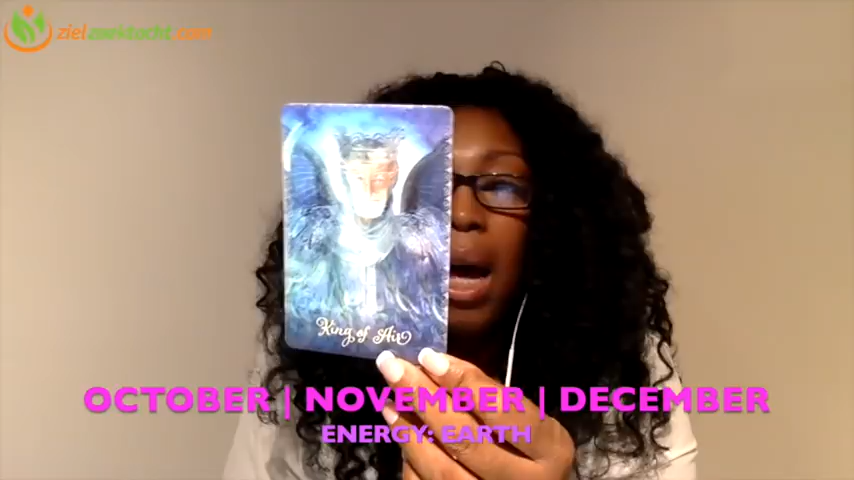 zielzoektocht.com
King of Air
OCTOBER | NOVEMBER | DECEMBER
ENERGY: EARTH